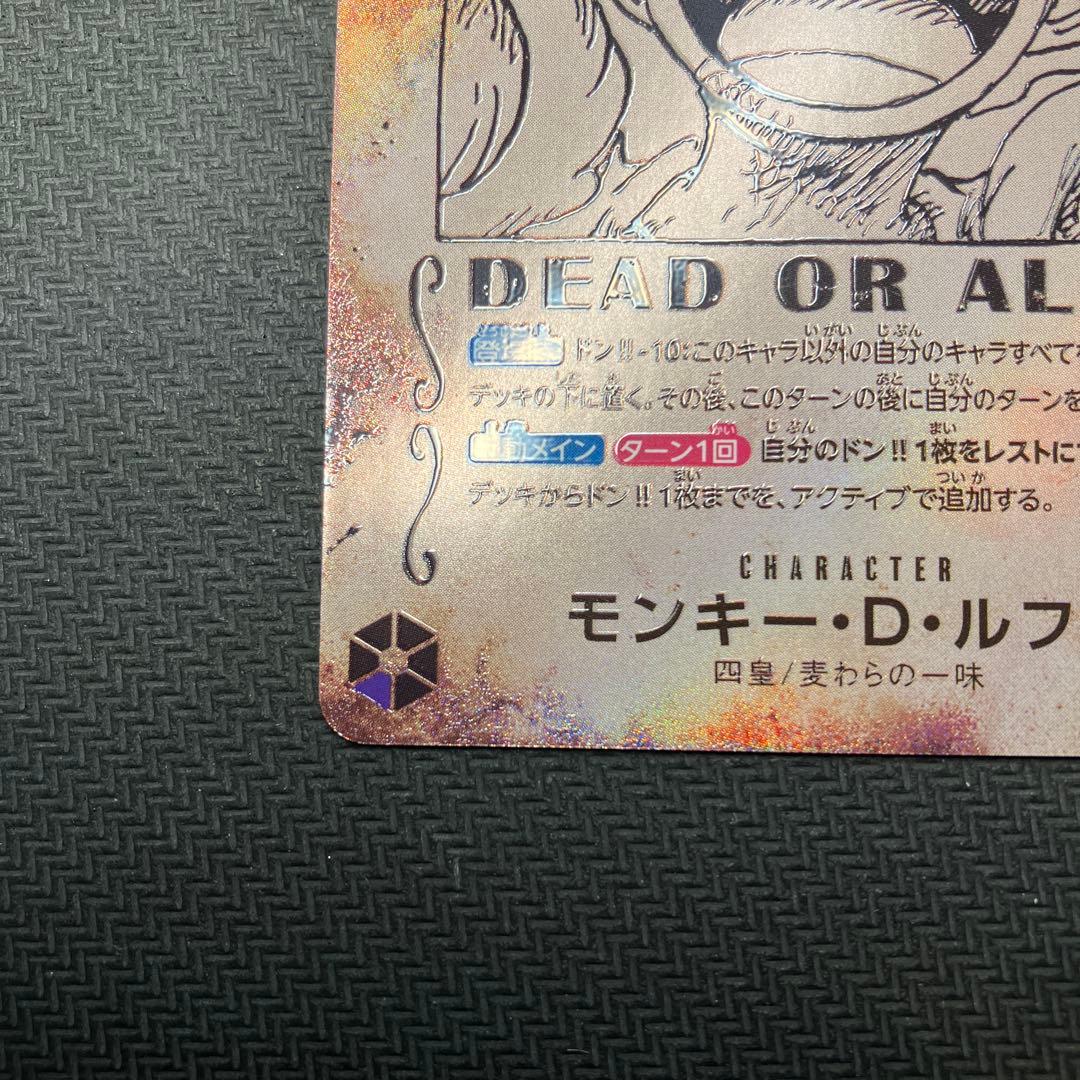 DEAD OR AL
登場時 ドン!!-10:このキャラ以外の自分のキャラすべて
デッキの下に置く。その後、このターンの後に自分のターンを
起動メイン ターン1回 自分のドン!!1枚をレストに
デッキからドン!!1枚までを、アクティブで追加する。
CHARACTER
モンキー・D・ルフ
四皇/麦わらの一味